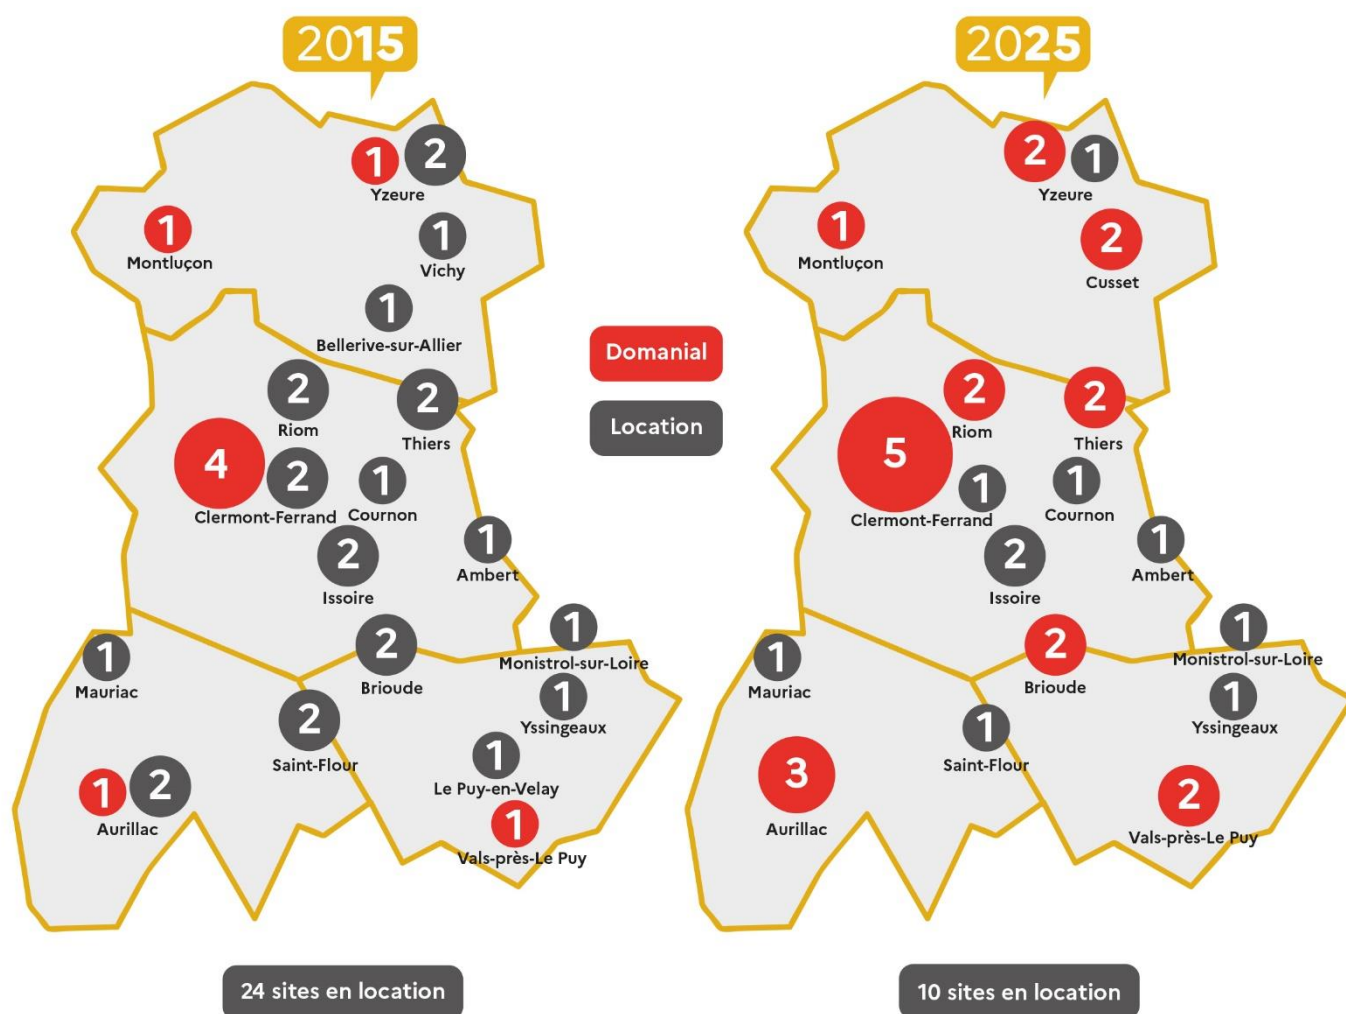 2015
1
2
Yzeure
1
Montluçon
1
Vichy
1
Bellerive-sur-Allier
2
Riom
2
Thiers
4
2
Clermont-Ferrand
1
Cournon
2
Issoire
1
Ambert
1
Mauriac
2
Brioude
1
Monistrol-sur-Loire
1
Yssingeaux
2
Saint-Flour
1
Le Puy-en-Velay
1
2
Aurillac
1
Vals-près-Le Puy
24 sites en location
Domanial
Location
2025
2
1
Yzeure
1
Montluçon
2
Cusset
2
Riom
2
Thiers
5
1
Clermont-Ferrand
1
Cournon
2
Issoire
1
Ambert
1
Mauriac
2
Brioude
1
Monistrol-sur-Loire
1
Yssingeaux
1
Saint-Flour
3
Aurillac
2
Vals-près-Le Puy
10 sites en location